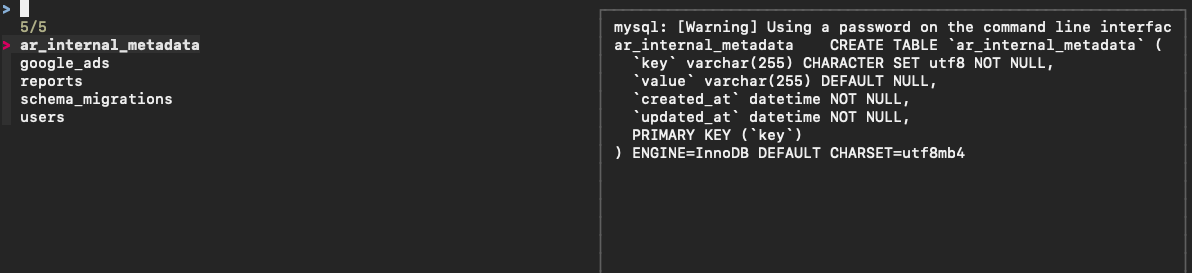 >
5/5
> ar_internal_metadata
google_ads
reports
schema_migrations
users
mysql: [Warning] Using a password on the command line interfac
ar_internal_metadata    CREATE TABLE `ar_internal_metadata` (
  `key` varchar(255) CHARACTER SET utf8 NOT NULL,
  `value` varchar(255) DEFAULT NULL,
  `created_at` datetime NOT NULL,
  `updated_at` datetime NOT NULL,
  PRIMARY KEY (`key`)
) ENGINE=InnoDB DEFAULT CHARSET=utf8mb4